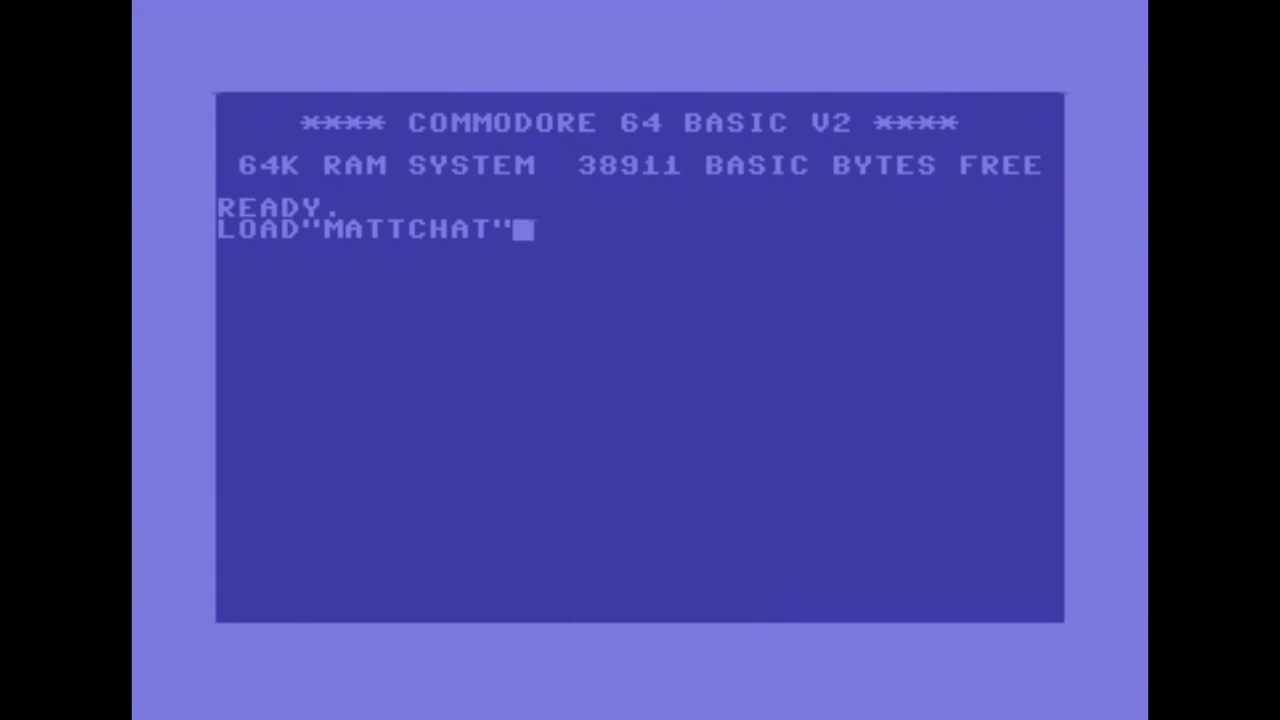 **** COMMODORE 64 BASIC V2 ****
64K RAM SYSTEM  38911 BASIC BYTES FREE
READY.
LOAD"MATTCHAT"